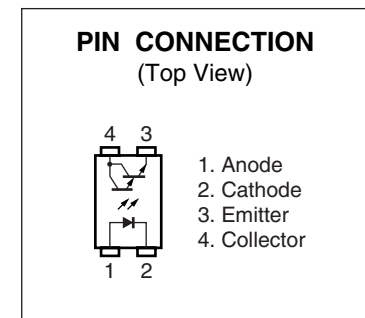 PIN CONNECTION
(Top View)
4 3
1. Anode
2. Cathode
3. Emitter
4. Collector
1 2